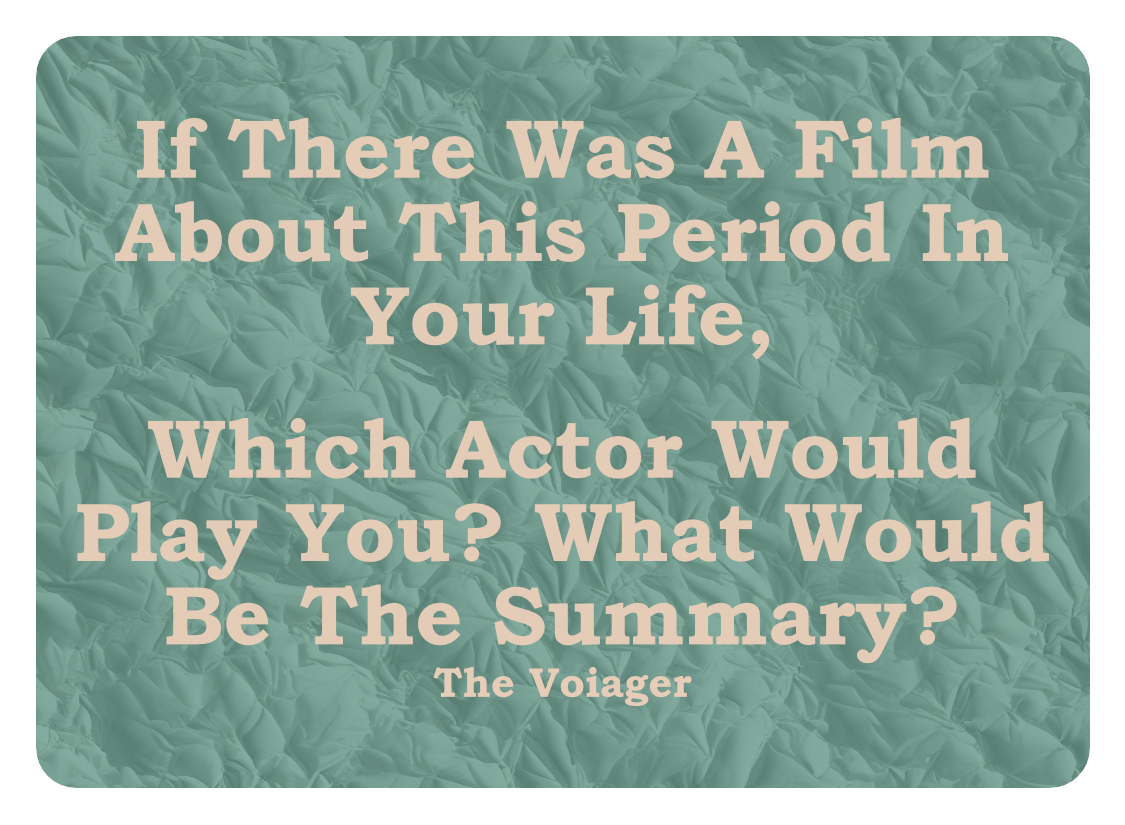 If There Was A Film
About This Period In
Your Life,
Which Actor Would
Play You? What Would
Be The Summary?
The Voiager